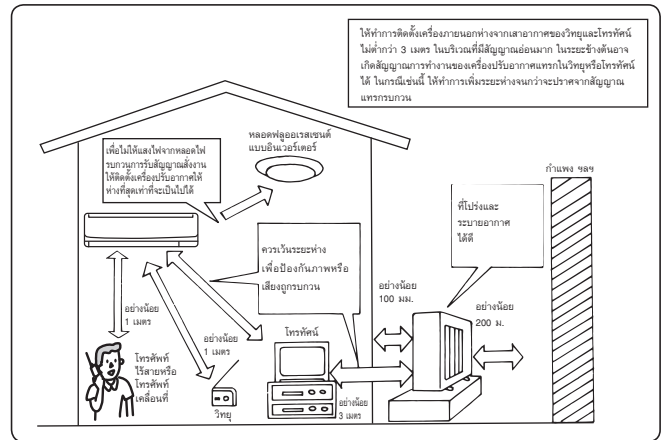 ให้ทำการติดตั้งเครื่องภายนอกห่างจากเสาอากาศของวิทยุและโทรทัศน์
ไม่ต่ำกว่า 3 เมตร ในบริเวณที่มีสัญญาณอ่อนมาก ในระยะข้างต้นอาจ
เกิดสัญญาณการทำงานของเครื่องปรับอากาศแทรกในวิทยุหรือโทรทัศน์
ได้ ในกรณีเช่นนี้ ให้ทำการเพิ่มระยะห่างจนกว่าจะปราศจากสัญญาณ
แทรกรบกวน
หลอดฟลูออเรสเซนต์
แบบอินเวอร์เตอร์
เพื่อไม่ให้แสงไฟจากหลอดไฟ
รบกวนการรับสัญญาณสั่งงาน
ให้ติดตั้งเครื่องปรับอากาศให้
ห่างที่สุดเท่าที่จะเป็นไปได้
กำแพง ฯลฯ
ที่โปร่งและ
ระบายอากาศ
ได้ดี
ควรเว้นระยะห่าง
เพื่อป้องกันภาพหรือ
เสียงถูกรบกวน
อย่างน้อย
100 มม.
อย่างน้อย
200 ม.
อย่างน้อย
1 เมตร
อย่างน้อย
1 เมตร
โทรทัศน์
โทรศัพท์
ไร้สายหรือ
โทรศัพท์
เคลื่อนที่
วิทยุ
อย่างน้อย
3 เมตร